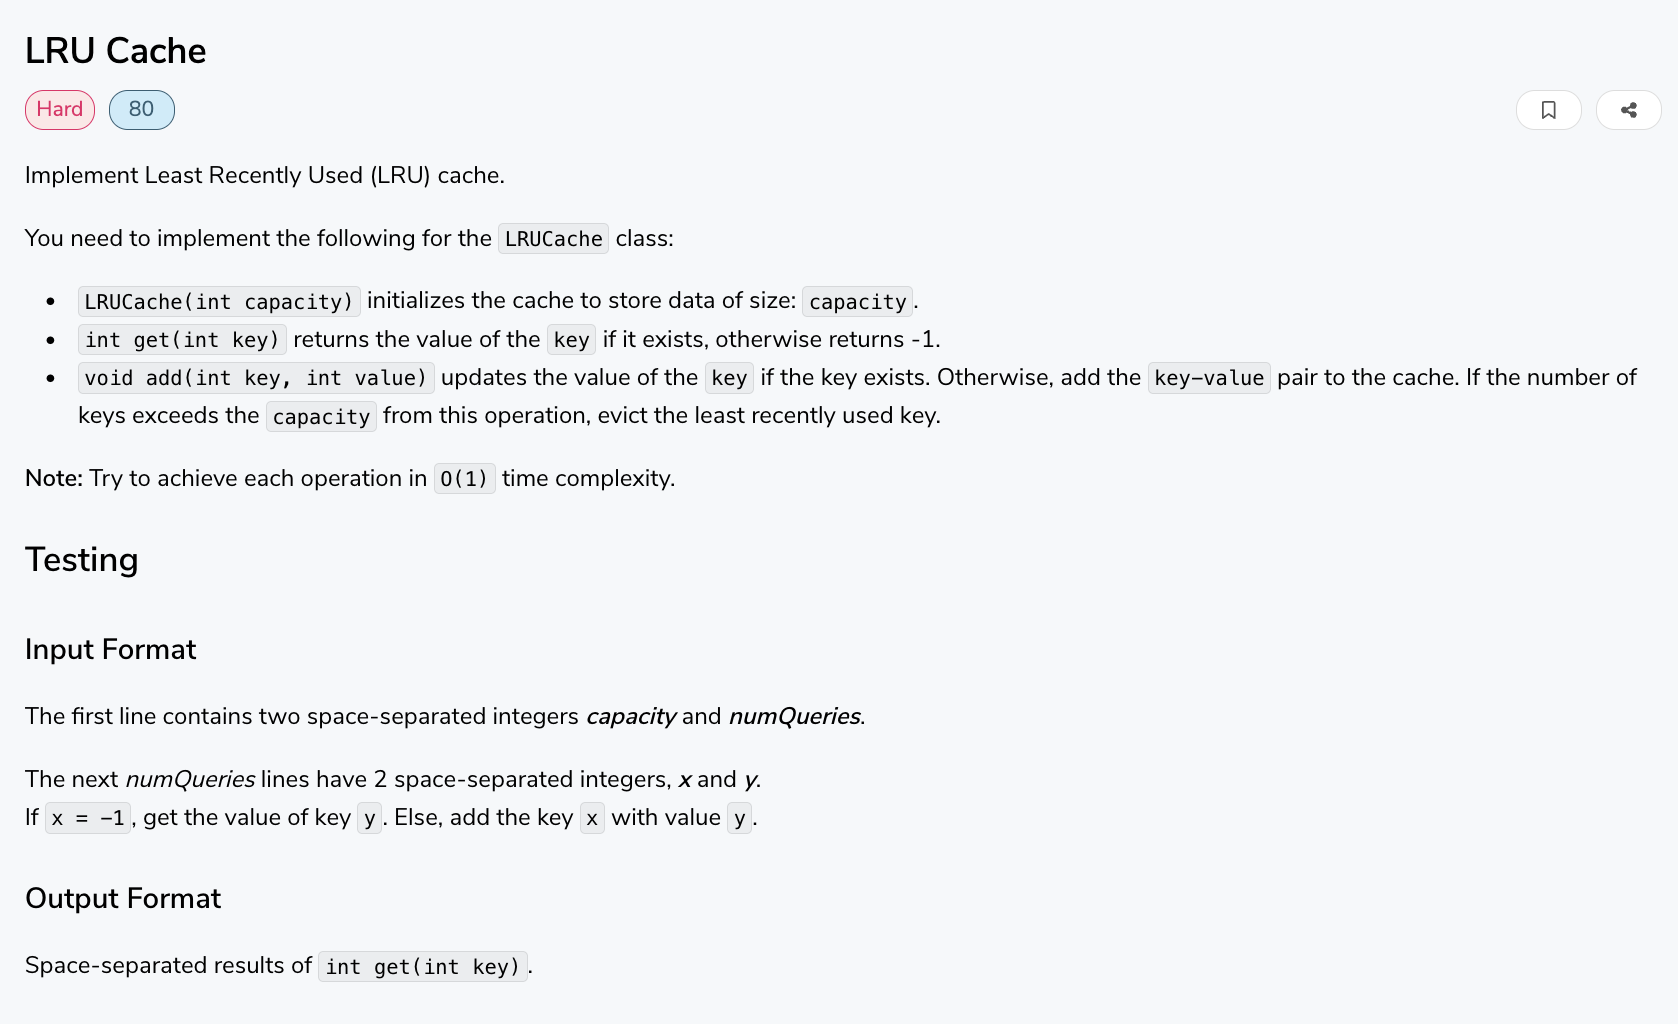 LRU Cache
Hard 80
Implement Least Recently Used (LRU) cache.
You need to implement the following for the LRUCache class:
• LRUCache(int capacity) initializes the cache to store data of size: capacity.
• int get(int key) returns the value of the key if it exists, otherwise returns -1.
• void add(int key, int value) updates the value of the key if the key exists. Otherwise, add the key-value pair to the cache. If the number of
keys exceeds the capacity from this operation, evict the least recently used key.
Note: Try to achieve each operation in O(1) time complexity.
Testing
Input Format
The first line contains two space-separated integers capacity and numQueries.
The next numQueries lines have 2 space-separated integers, x and y.
If x = -1, get the value of key y. Else, add the key x with value y.
Output Format
Space-separated results of int get(int key).